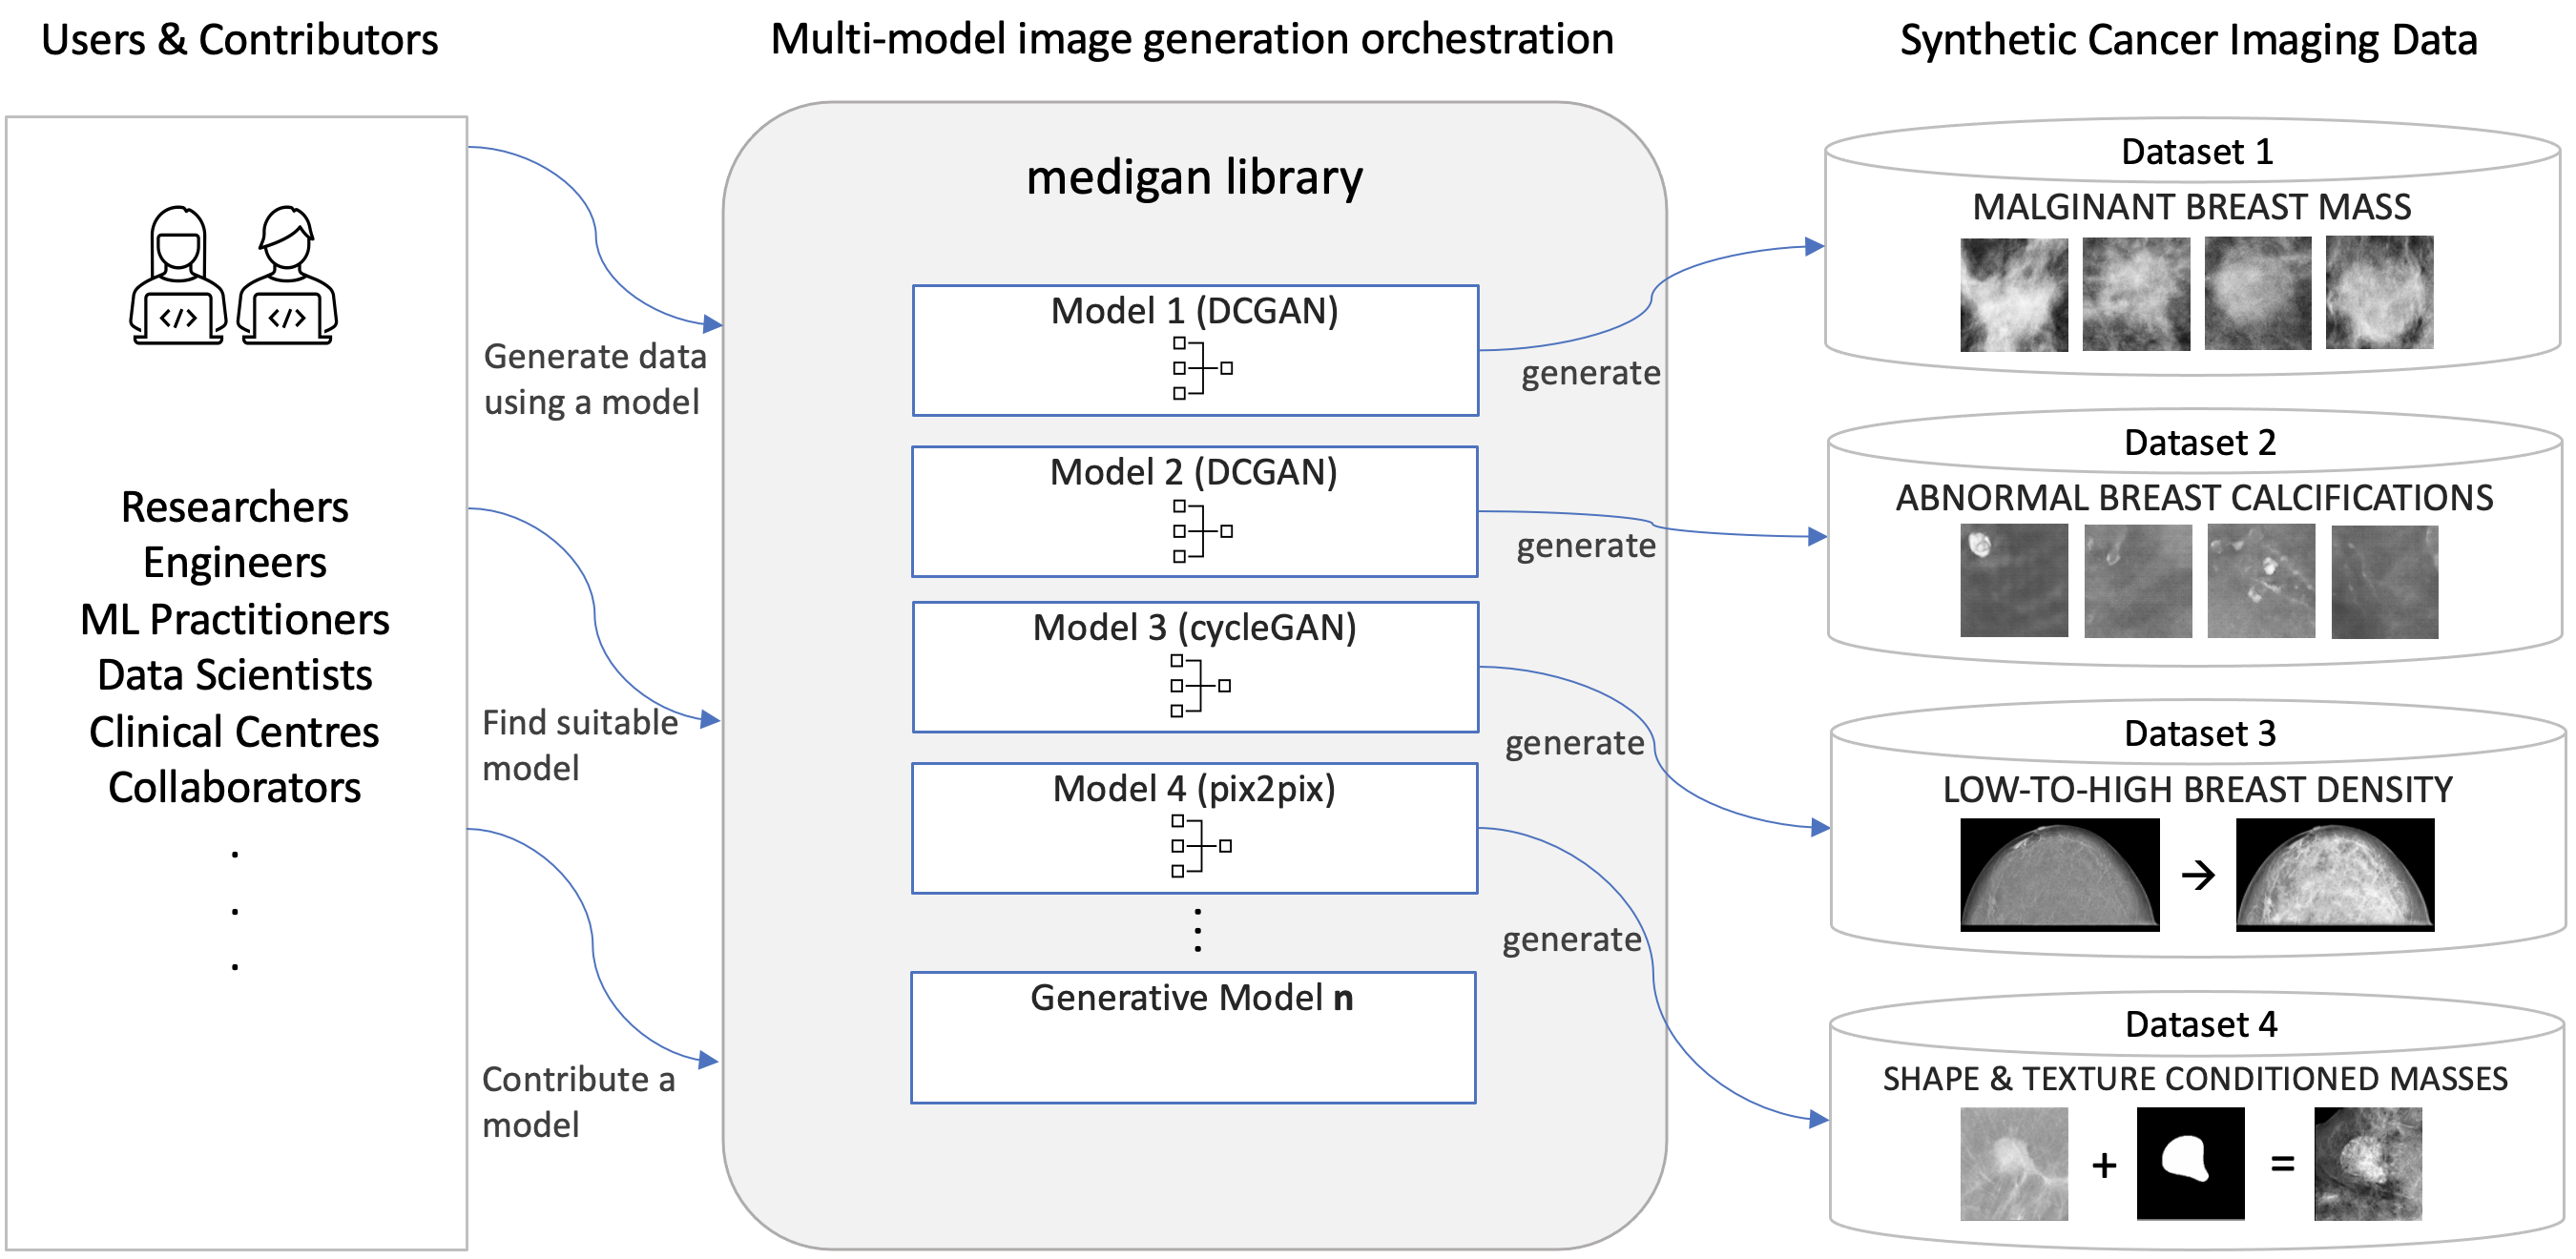 Users & Contributors
Researchers
Engineers
ML Practitioners
Data Scientists
Clinical Centres
Collaborators
.
.
.
Generate data
using a model
Find suitable
model
Contribute a
model
Multi-model image generation orchestration
medigan library
Model 1 (DCGAN)
Model 2 (DCGAN)
Model 3 (cycleGAN)
Model 4 (pix2pix)
⋮
Generative Model n
generate
generate
generate
generate
Synthetic Cancer Imaging Data
Dataset 1
MALGINANT BREAST MASS
Dataset 2
ABNORMAL BREAST CALCIFICATIONS
Dataset 3
LOW-TO-HIGH BREAST DENSITY
→
Dataset 4
SHAPE & TEXTURE CONDITIONED MASSES
+ =